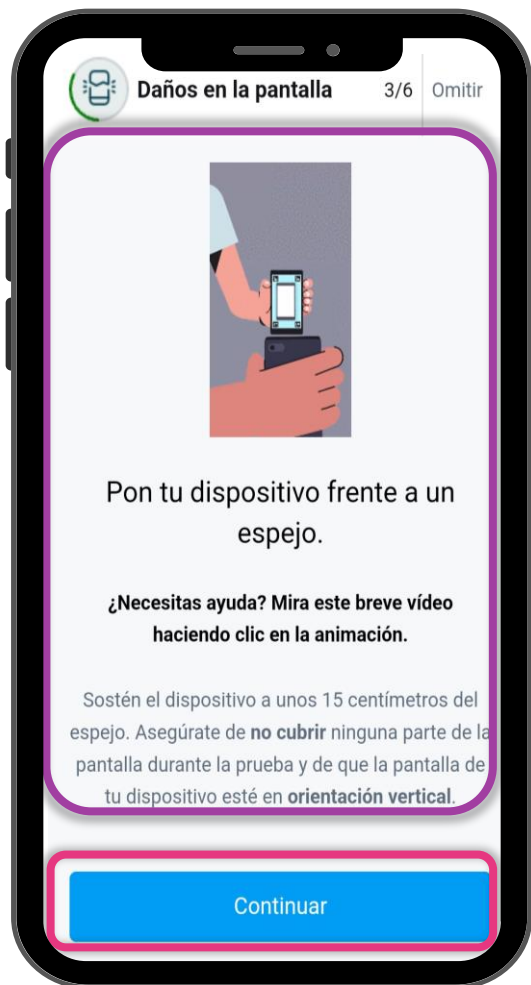 Daños en la pantalla 3/6 Omitir
Pon tu dispositivo frente a un
espejo.
¿Necesitas ayuda? Mira este breve vídeo
haciendo clic en la animación.
Sostén el dispositivo a unos 15 centímetros del
espejo. Asegúrate de no cubrir ninguna parte de la
pantalla durante la prueba y de que la pantalla de
tu dispositivo esté en orientación vertical.
Continuar